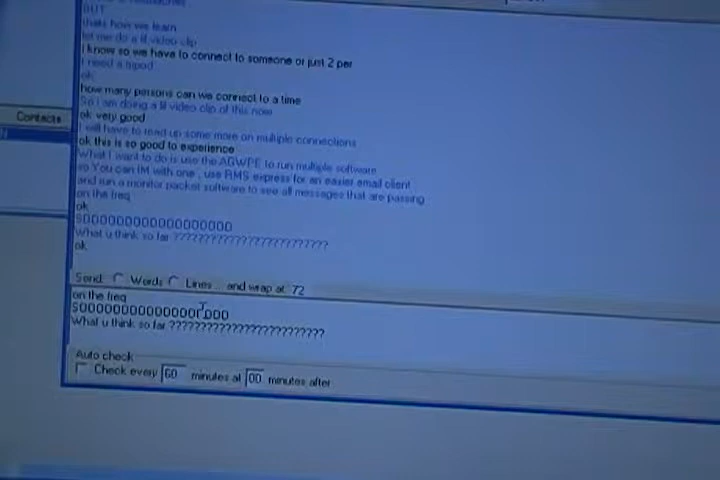 BUT
thats how we learn
let me do a lil video clip
i know so we have to connect to someone or just 2 per
I need a tripod
ok
how many persons can we connect to a time
So i am doing a lil video clip of this now
ok very good
I will have to read up some more on multiple connections
ok this is so good to experience
What I want to do is use the AGWPE to run multiple software
so You can IM with one , use RMS express for an easier email client
and run a monitor packet software to see all messages that are passing
on the freq
ok
SOOOOOOOOOOOOOOOOOOO
What u think so far ?????????????????????????
ok
Contacts
Send: Words Lines... and wrap at 72
on the freq
SOOOOOOOOOOOOOOOOOOO
What u think so far ?????????????????????????
Auto check
Check every 60 minutes at 00 minutes after